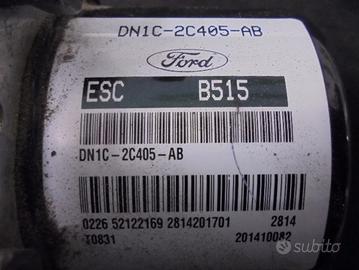 DN1C-2C405-AB
Ford
ESC B515
DN1C-2C405-AB
0226 52122169 2814201701 2814
T0831 201410082
subito